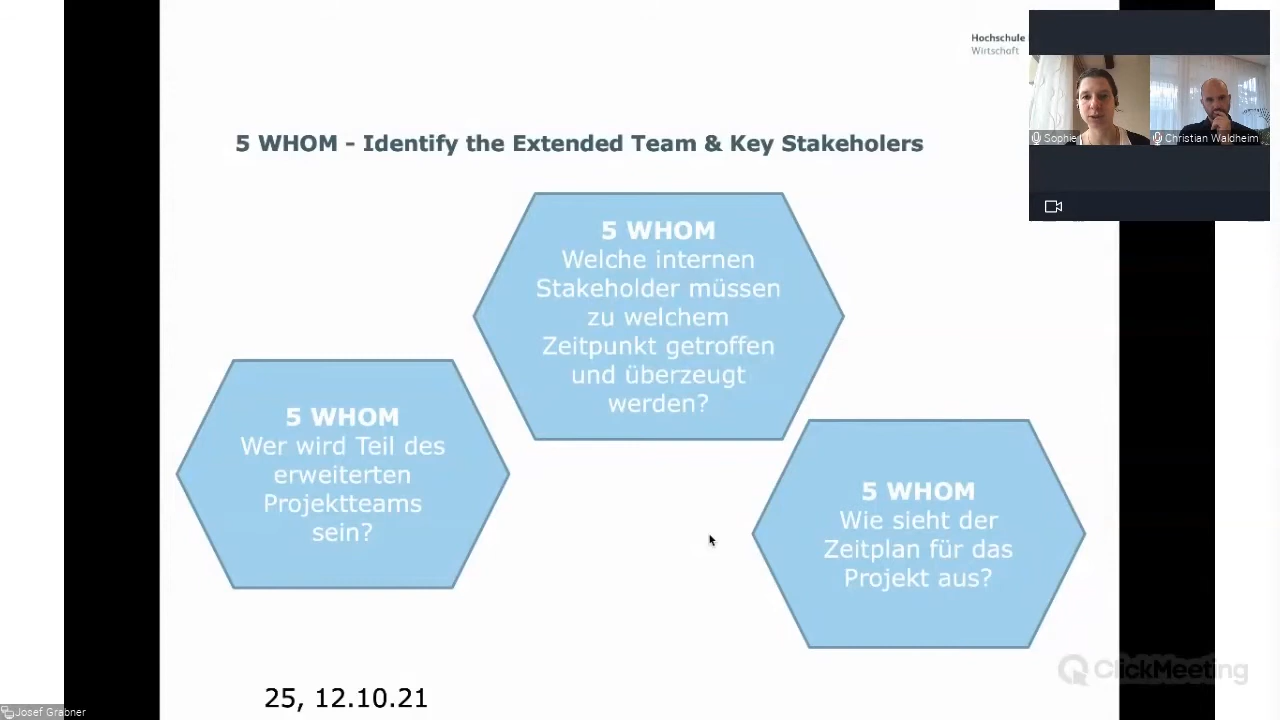 Hochschule
Wirtschaft
Sophie
Christian Waldheim
5 WHOM - Identify the Extended Team & Key Stakeholers
5 WHOM
Welche internen
Stakeholder müssen
zu welchem
Zeitpunkt getroffen
und überzeugt
werden?
5 WHOM
Wer wird Teil des
erweiterten
Projektteams
sein?
5 WHOM
Wie sieht der
Zeitplan für das
Projekt aus?
ClickMeeting
25, 12.10.21
Josef Grabner